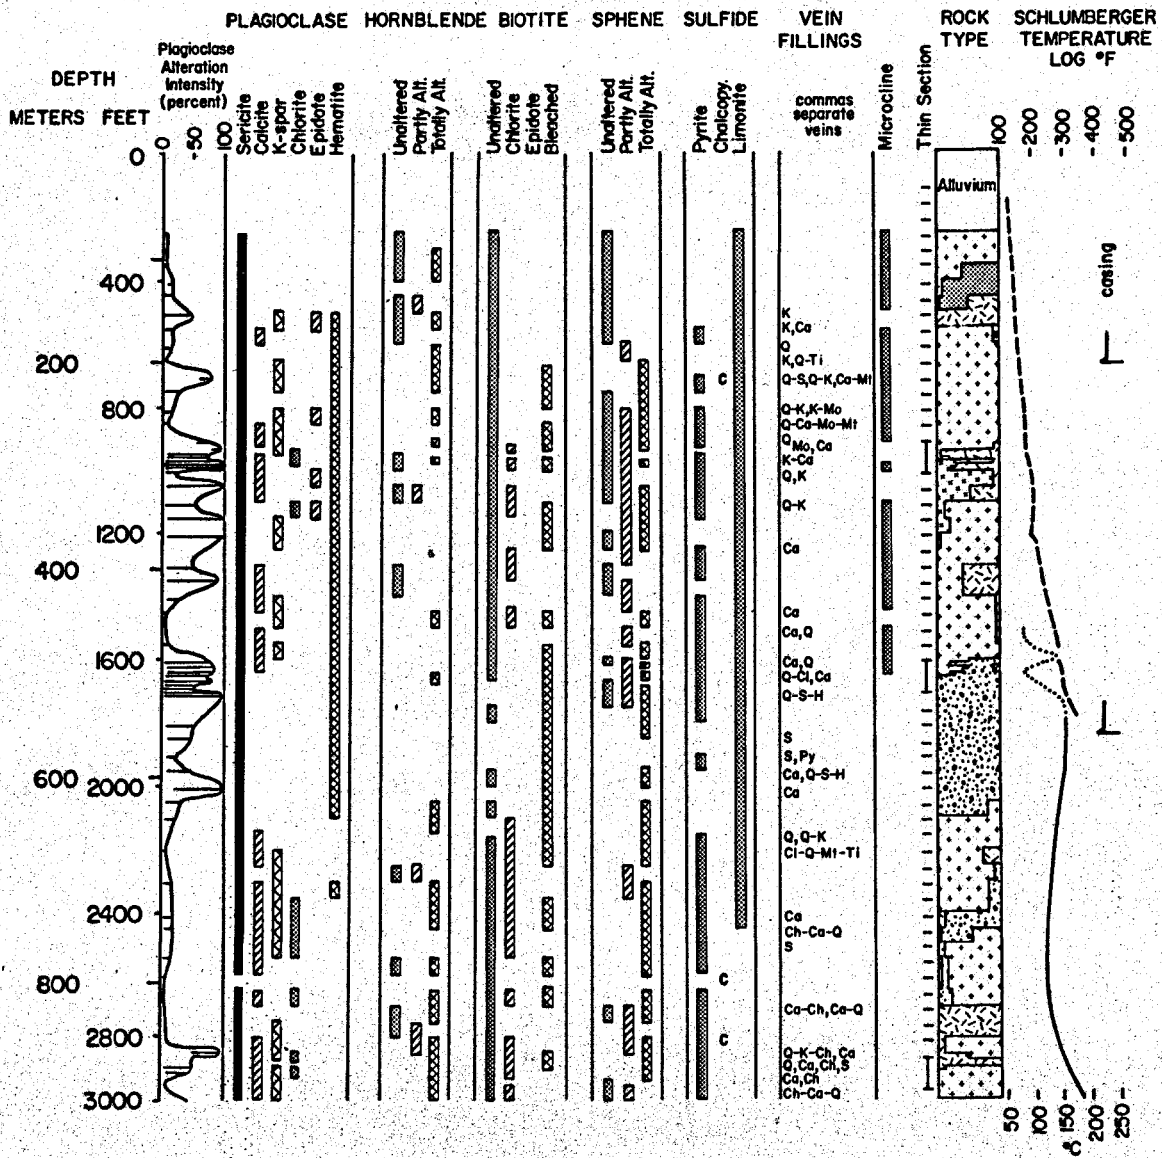 PLAGIOCLASE HORNBLENDE BIOTITE SPHENE SULFIDE VEIN FILLINGS ROCK TYPE SCHLUMBERGER TEMPERATURE LOG °F
DEPTH
METERS FEET
Plagioclase
Alteration
Intensity
(percent)
0 -50 100
Sericite
Calcite
K-spar
Chlorite
Epidote
Hematite
Unaltered
Partly Alt.
Totally Alt.
Unaltered
Chlorite
Epidote
Bleached
Unaltered
Partly Alt.
Totally Alt.
Pyrite
Chalcopy.
Limonite
commas
separate
veins
Microcline
Thin Section
100 -200 -300 -400 -500
0
Alluvium
400
casing
K
K,Ca
Q
200
K,Q-Ti
Q-S,Q-K,Ca-Mt
C
800
Q-K,K-Mo
Q-Ca-Mo-Mt
Q
Mo,Ca
K-Ca
Q,K
Q-K
1200
Ca
400
Ca
Ca,Q
1600
Ca,Q
Q-Cl,Ca
Q-S-H
S
S,Py
600
Ca,Q-S-H
2000
Ca
Q,Q-K
Cl-Q-Mt-Ti
2400
Ca
Ch-Ca-Q
S
800
C
Ca-Ch,Ca-Q
2800
C
Q-K-Ch,Ca
Q,Ca,Ch,S
Ca,Ch
3000
Ch-Ca-Q
50 100 150 200 250
°C